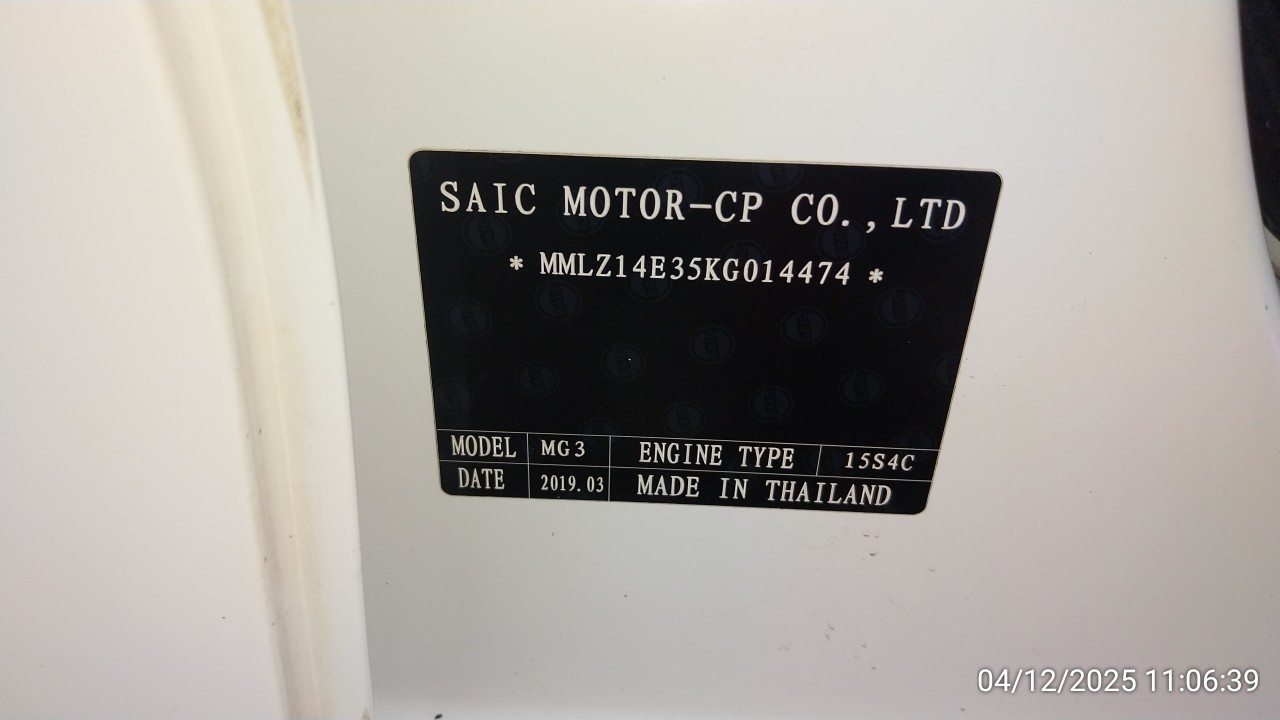 SAIC MOTOR-CP CO.,LTD
* MMLZ14E35KG014474 *
MODEL MG3 ENGINE TYPE 15S4C
DATE 2019.03 MADE IN THAILAND
04/12/2025 11:06:39